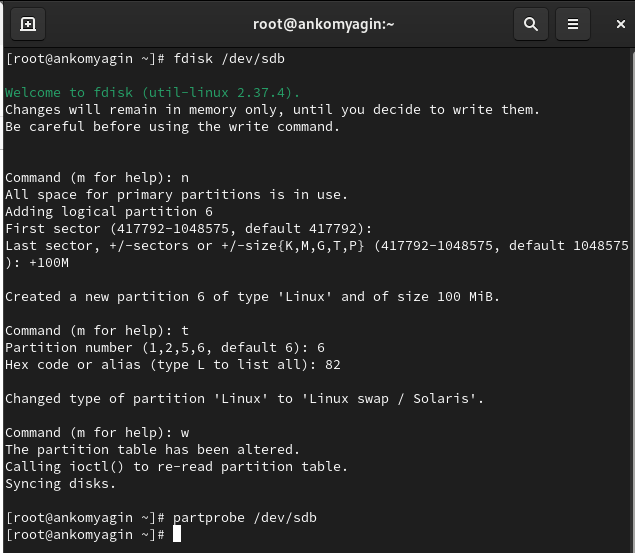 root@ankomyagin:~
[root@ankomyagin ~]# fdisk /dev/sdb
Welcome to fdisk (util-linux 2.37.4).
Changes will remain in memory only, until you decide to write them.
Be careful before using the write command.
Command (m for help): n
All space for primary partitions is in use.
Adding logical partition 6
First sector (417792-1048575, default 417792):
Last sector, +/-sectors or +/-size{K,M,G,T,P} (417792-1048575, default 1048575
): +100M
Created a new partition 6 of type 'Linux' and of size 100 MiB.
Command (m for help): t
Partition number (1,2,5,6, default 6): 6
Hex code or alias (type L to list all): 82
Changed type of partition 'Linux' to 'Linux swap / Solaris'.
Command (m for help): w
The partition table has been altered.
Calling ioctl() to re-read partition table.
Syncing disks.
[root@ankomyagin ~]# partprobe /dev/sdb
[root@ankomyagin ~]#